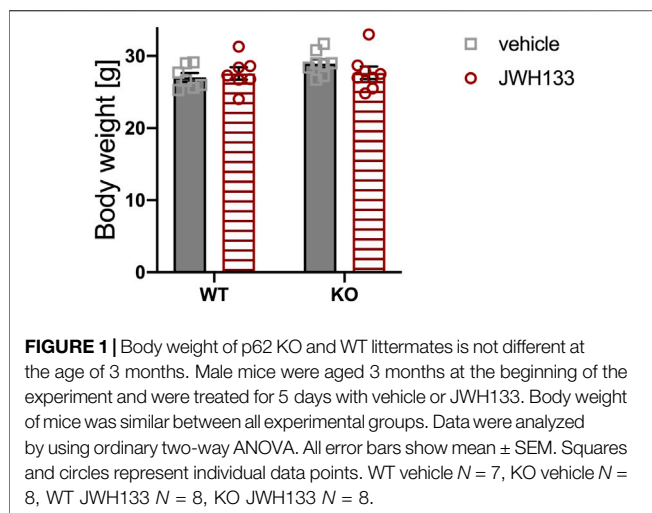 vehicle
JWH133
Body weight [g]
30
20
10
0
WT KO
FIGURE 1 | Body weight of p62 KO and WT littermates is not different at
the age of 3 months. Male mice were aged 3 months at the beginning of the
experiment and were treated for 5 days with vehicle or JWH133. Body weight
of mice was similar between all experimental groups. Data were analyzed
by using ordinary two-way ANOVA. All error bars show mean ± SEM. Squares
and circles represent individual data points. WT vehicle N = 7, KO vehicle N =
8, WT JWH133 N = 8, KO JWH133 N = 8.